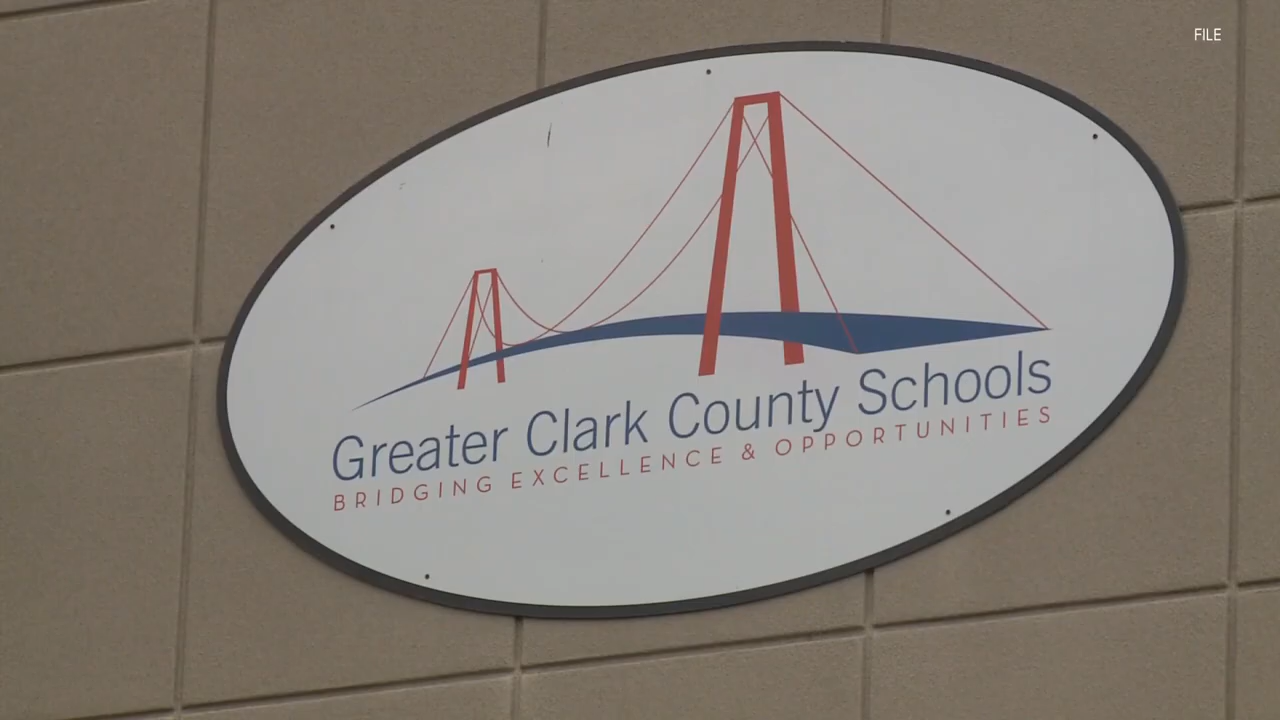 FILE
Greater Clark County Schools
BRIDGING EXCELLENCE & OPPORTUNITIES